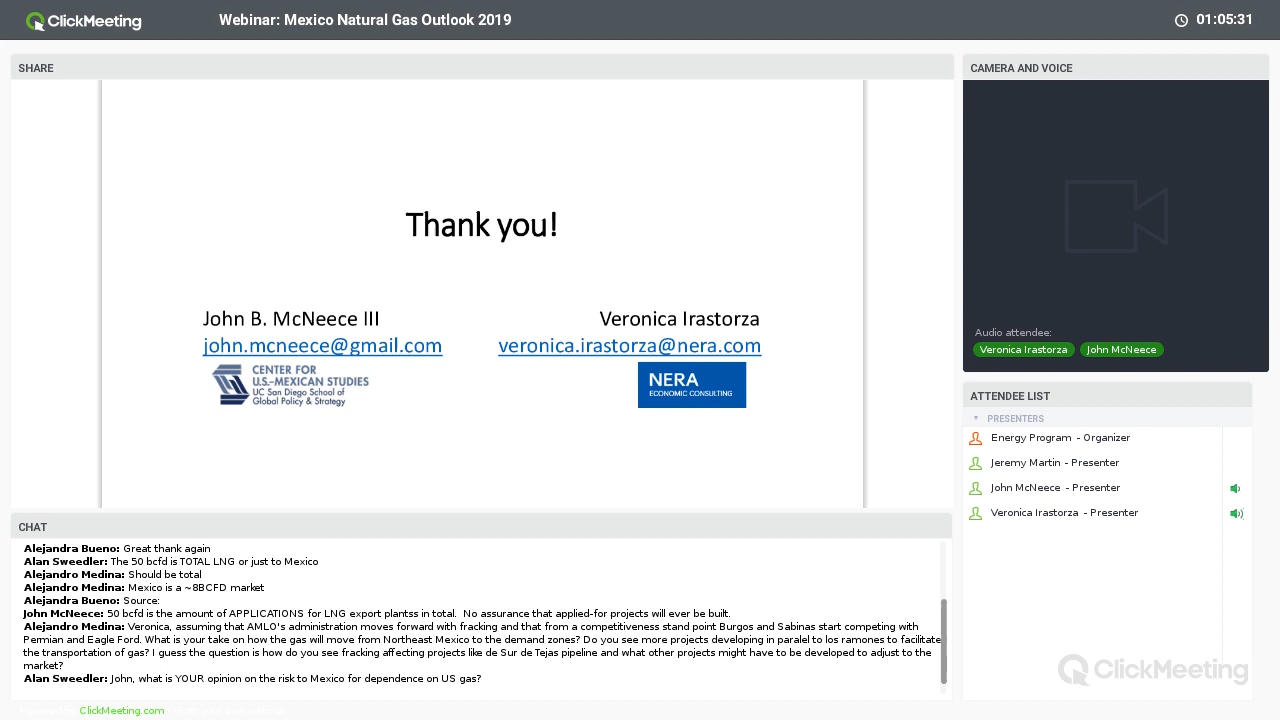 ClickMeeting
Webinar: Mexico Natural Gas Outlook 2019
01:05:31
SHARE
Thank you!
John B. McNeece III
john.mcneece@gmail.com
CENTER FOR
U.S.-MEXICAN STUDIES
UC San Diego School of
Global Policy & Strategy
Veronica Irastorza
veronica.irastorza@nera.com
NERA
ECONOMIC CONSULTING
CHAT
Alejandra Bueno: Great thank again
Alan Sweedler: The 50 bcfd is TOTAL LNG or just to Mexico
Alejandro Medina: Should be total
Alejandro Medina: Mexico is a ~8BCFD market
Alejandra Bueno: Source:
John McNeece: 50 bcfd is the amount of APPLICATIONS for LNG export plantss in total. No assurance that applied-for projects will ever be built.
Alejandro Medina: Veronica, assuming that AMLO's administration moves forward with fracking and that from a competitiveness stand point Burgos and Sabinas start competing with
Permian and Eagle Ford. What is your take on how the gas will move from Northeast Mexico to the demand zones? Do you see more projects developing in paralel to los ramones to facilitate
the transportation of gas? I guess the question is how do you see fracking affecting projects like de Sur de Tejas pipeline and what other projects might have to be developed to adjust to the
market?
Alan Sweedler: John, what is YOUR opinion on the risk to Mexico for dependence on US gas?
ClickMeeting.com
CAMERA AND VOICE
Audio attendee:
Veronica Irastorza
John McNeece
ATTENDEE LIST
PRESENTERS
Energy Program - Organizer
Jeremy Martin - Presenter
John McNeece - Presenter
Veronica Irastorza - Presenter
ClickMeeting